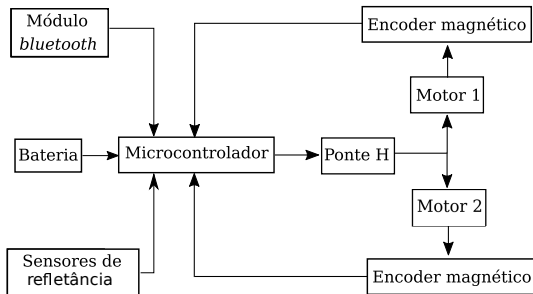 Módulo
bluetooth
Encoder magnético
Motor 1
Bateria
Microcontrolador
Ponte H
Motor 2
Sensores de
refletância
Encoder magnético